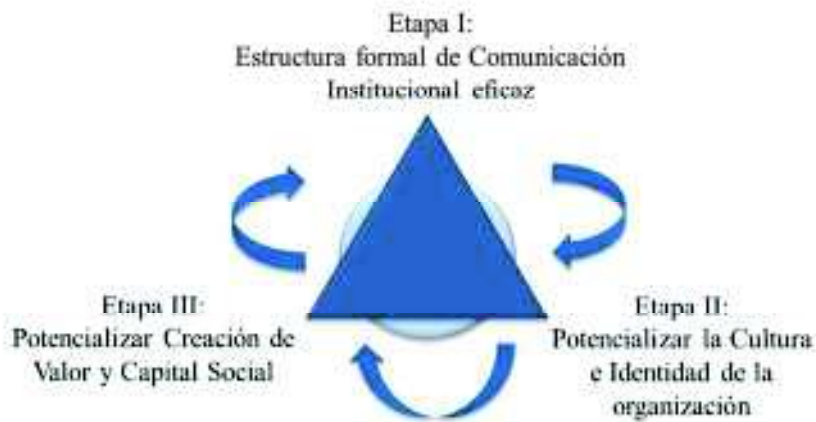 Etapa I:
Estructura formal de Comunicación
Institucional eficaz
Etapa III:
Potencializar Creación de
Valor y Capital Social
Etapa II:
Potencializar la Cultura
e Identidad de la
organización